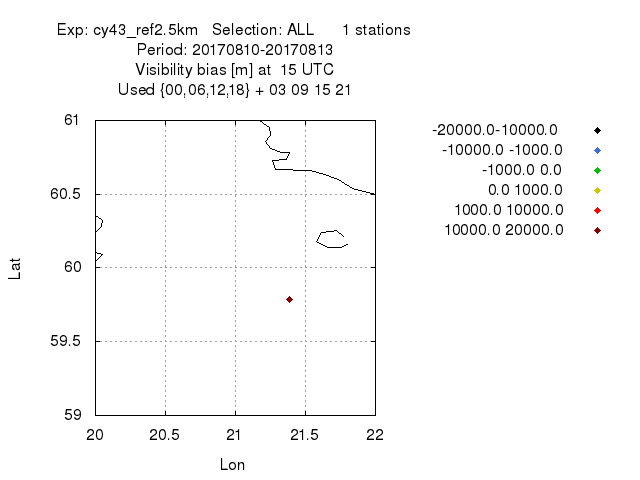 Exp: cy43_ref2.5km Selection: ALL 1 stations
Period: 20170810-20170813
Visibility bias [m] at 15 UTC
Used {00,06,12,18} + 03 09 15 21
-20000.0-10000.0
-10000.0 -1000.0
-1000.0 0.0
0.0 1000.0
1000.0 10000.0
10000.0 20000.0
61
60.5
60
59.5
59
Lat
20 20.5 21 21.5 22
Lon